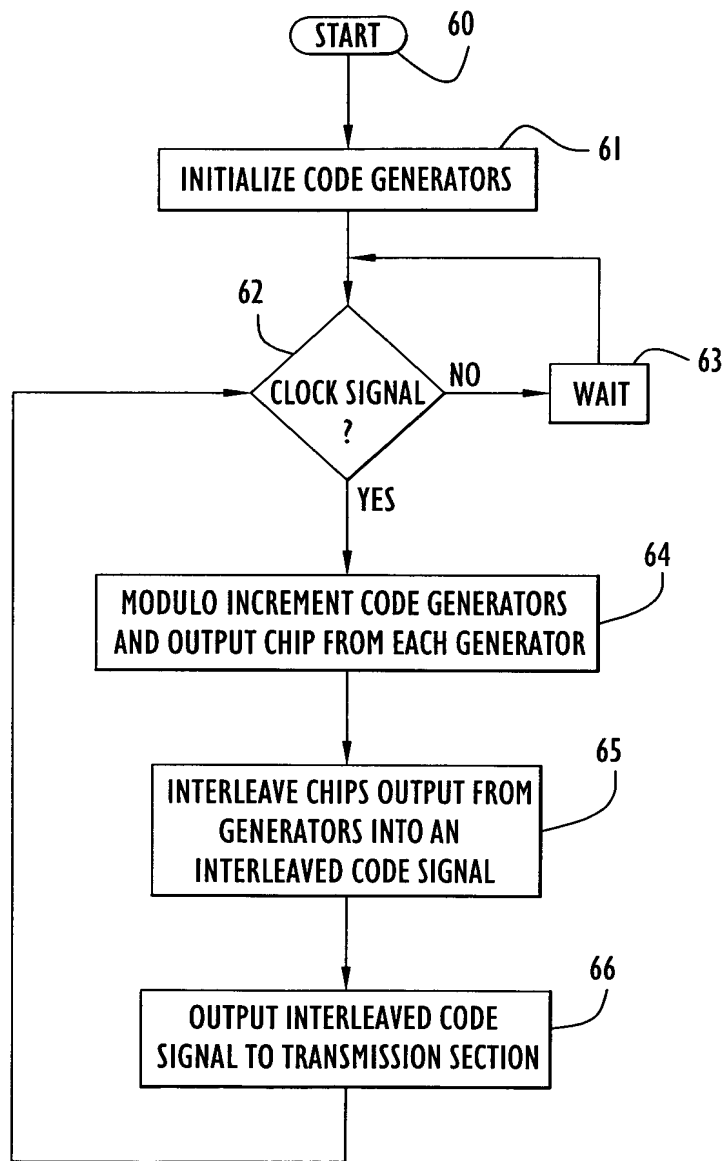 START
60
INITIALIZE CODE GENERATORS
61
62
CLOCK SIGNAL
?
NO
WAIT
63
YES
64
MODULO INCREMENT CODE GENERATORS
AND OUTPUT CHIP FROM EACH GENERATOR
65
INTERLEAVE CHIPS OUTPUT FROM
GENERATORS INTO AN
INTERLEAVED CODE SIGNAL
66
OUTPUT INTERLEAVED CODE
SIGNAL TO TRANSMISSION SECTION